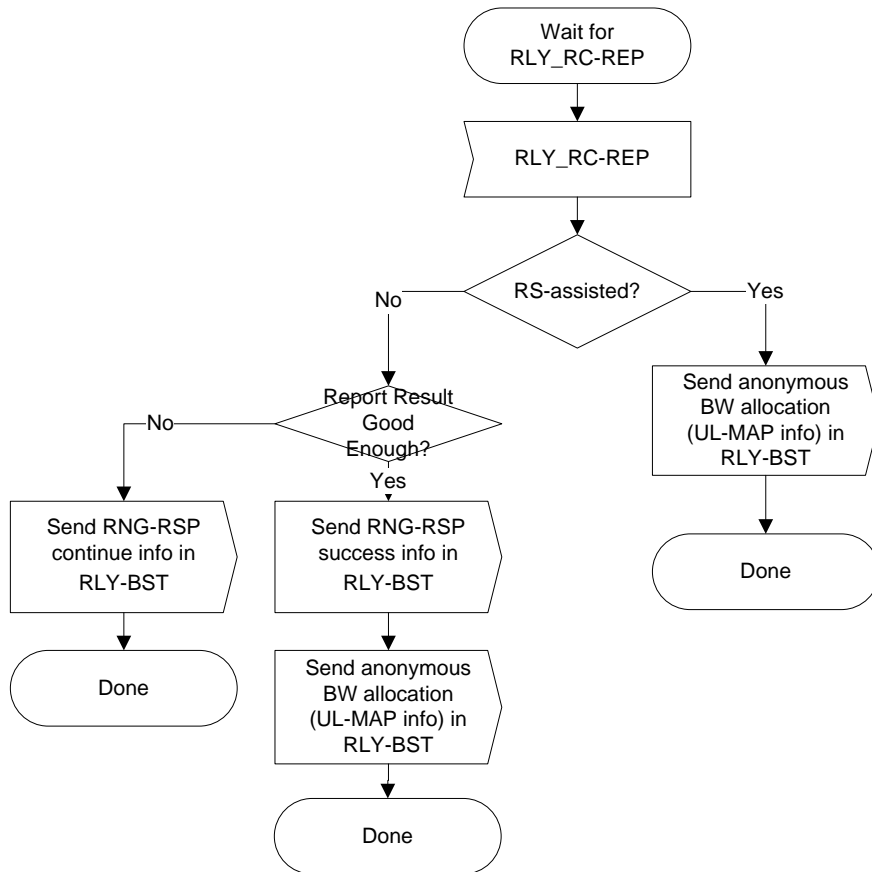 Wait for
RLY_RC-REP
RLY_RC-REP
RS-assisted?
No
Yes
Report Result
Good
Enough?
No
Yes
Send anonymous
BW allocation
(UL-MAP info) in
RLY-BST
Send RNG-RSP
continue info in
RLY-BST
Send RNG-RSP
success info in
RLY-BST
Done
Done
Send anonymous
BW allocation
(UL-MAP info) in
RLY-BST
Done